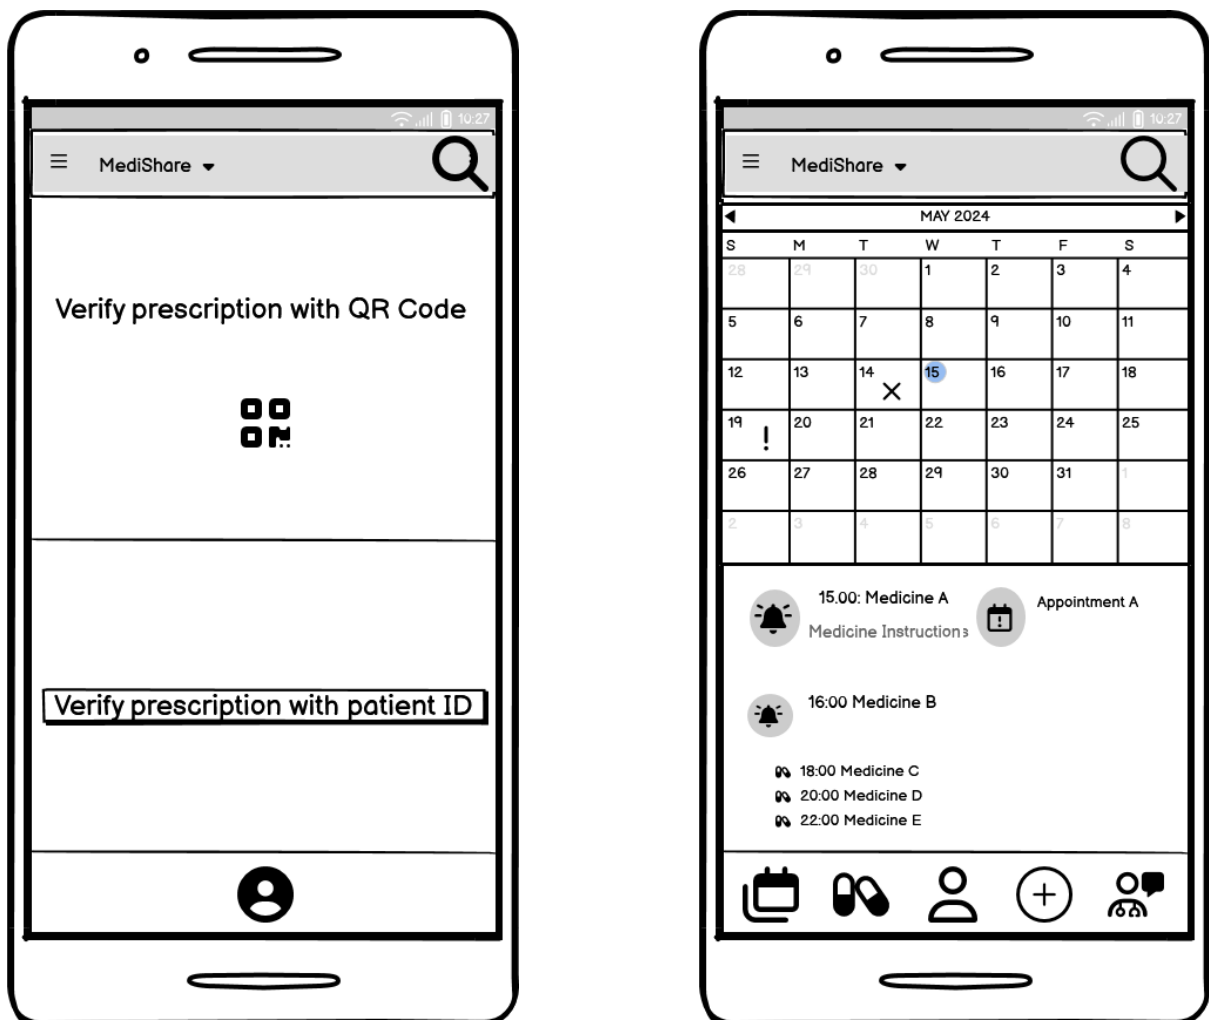 10:27
MediShare
Verify prescription with QR Code
Verify prescription with patient ID
10:27
MediShare
MAY 2024
S M T W T F S
28 29 30 1 2 3 4
5 6 7 8 9 10 11
12 13 14 15 16 17 18
19 ! 20 21 22 23 24 25
26 27 28 29 30 31 1
2 3 4 5 6 7 8
15.00: Medicine A
Medicine Instructions
Appointment A
16:00 Medicine B
18:00 Medicine C
20:00 Medicine D
22:00 Medicine E